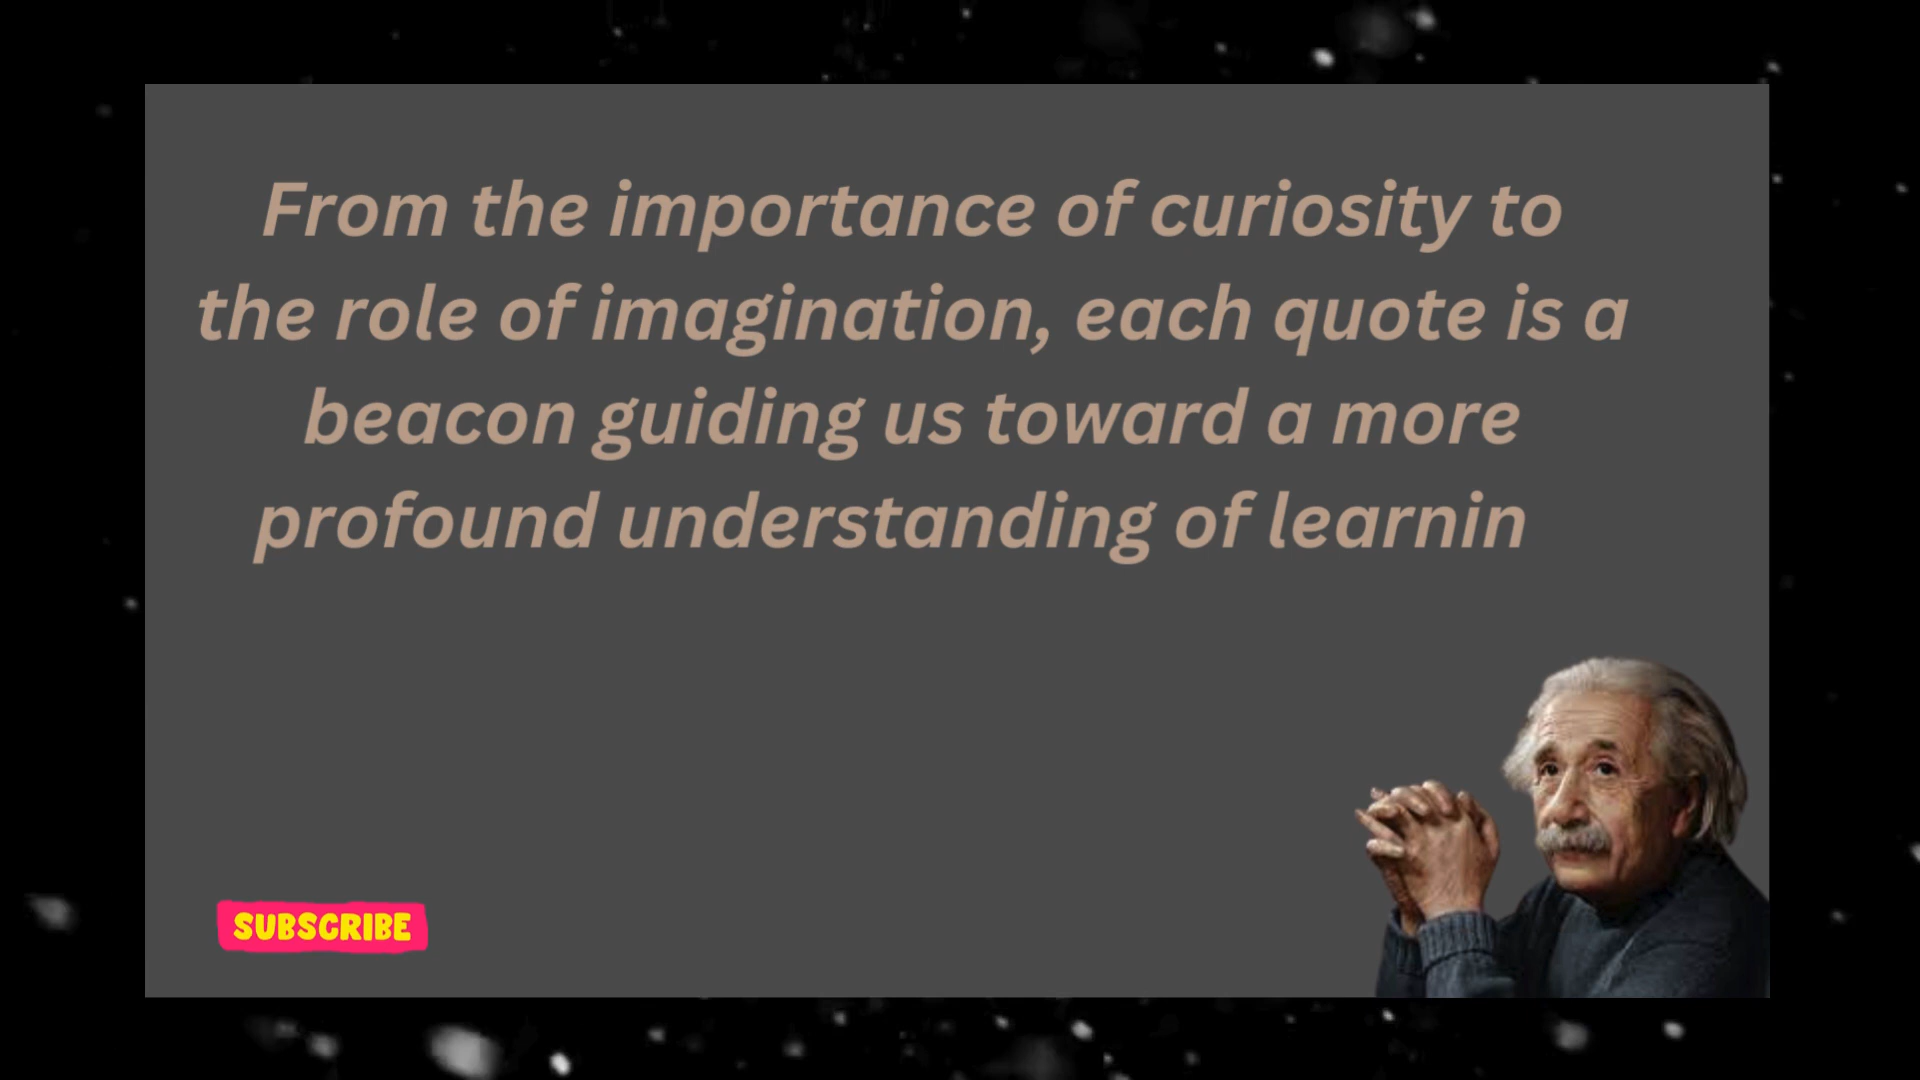 From the importance of curiosity to
the role of imagination, each quote is a
beacon guiding us toward a more
profound understanding of learnin
SUBSCRIBE